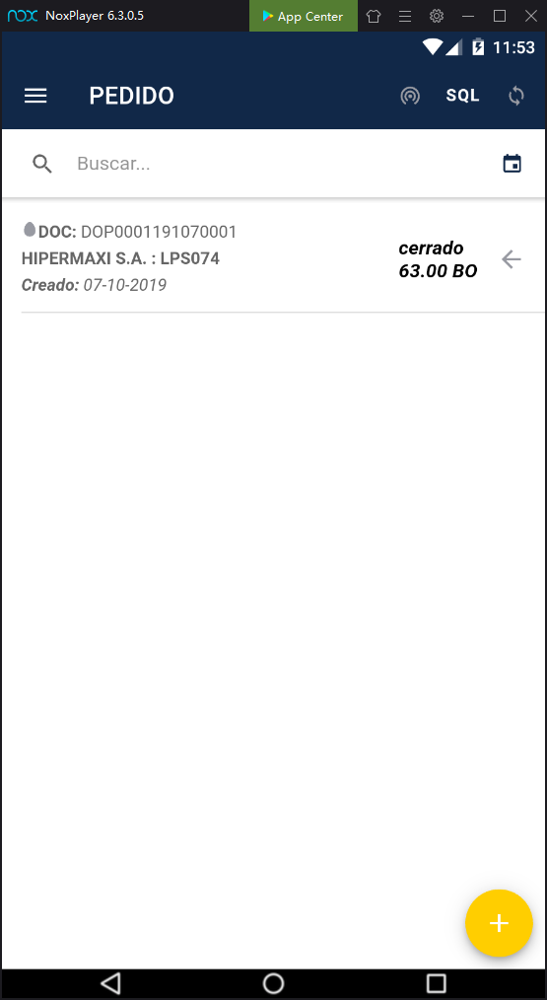 nox NoxPlayer 6.3.0.5 App Center
11:53
PEDIDO SQL
Buscar...
DOC: DOP0001191070001
HIPERMAXI S.A. : LPS074
Creado: 07-10-2019
cerrado
63.00 BO